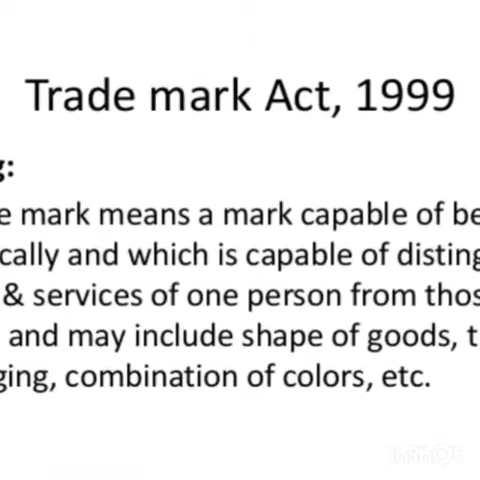 Trade mark Act, 1999
g:
e mark means a mark capable of be
cally and which is capable of disting
& services of one person from thos
and may include shape of goods, t
ging, combination of colors, etc.